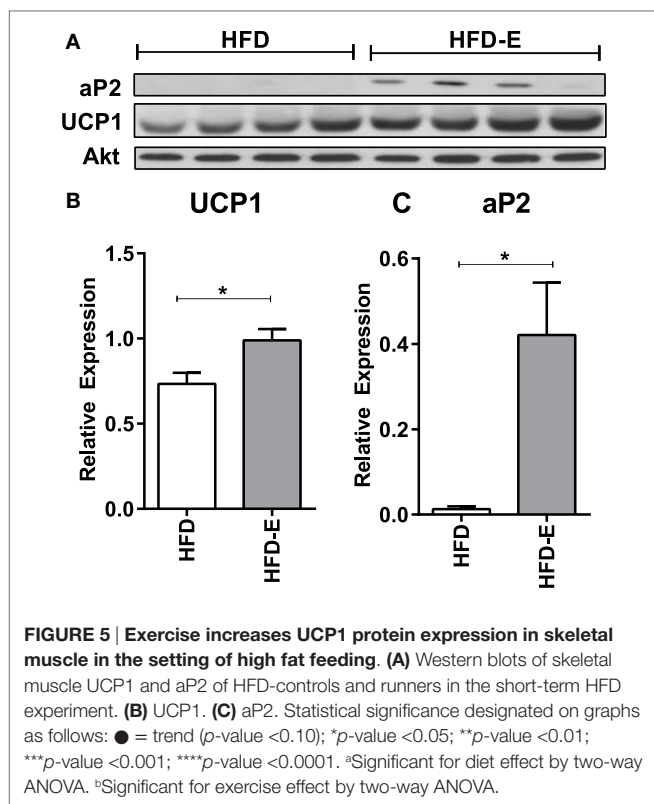 A
HFD HFD-E
aP2
UCP1
Akt
B UCP1 C aP2
Relative Expression
1.5
1.0
0.5
0.0
*
HFD
HFD-E
Relative Expression
0.6
0.4
0.2
0.0
*
HFD
HFD-E
FIGURE 5 | Exercise increases UCP1 protein expression in skeletal
muscle in the setting of high fat feeding. (A) Western blots of skeletal
muscle UCP1 and aP2 of HFD-controls and runners in the short-term HFD
experiment. (B) UCP1. (C) aP2. Statistical significance designated on graphs
as follows: ● = trend (p-value <0.10); *p-value <0.05; **p-value <0.01;
***p-value <0.001; ****p-value <0.0001. ᵃSignificant for diet effect by two-way
ANOVA. ᵇSignificant for exercise effect by two-way ANOVA.